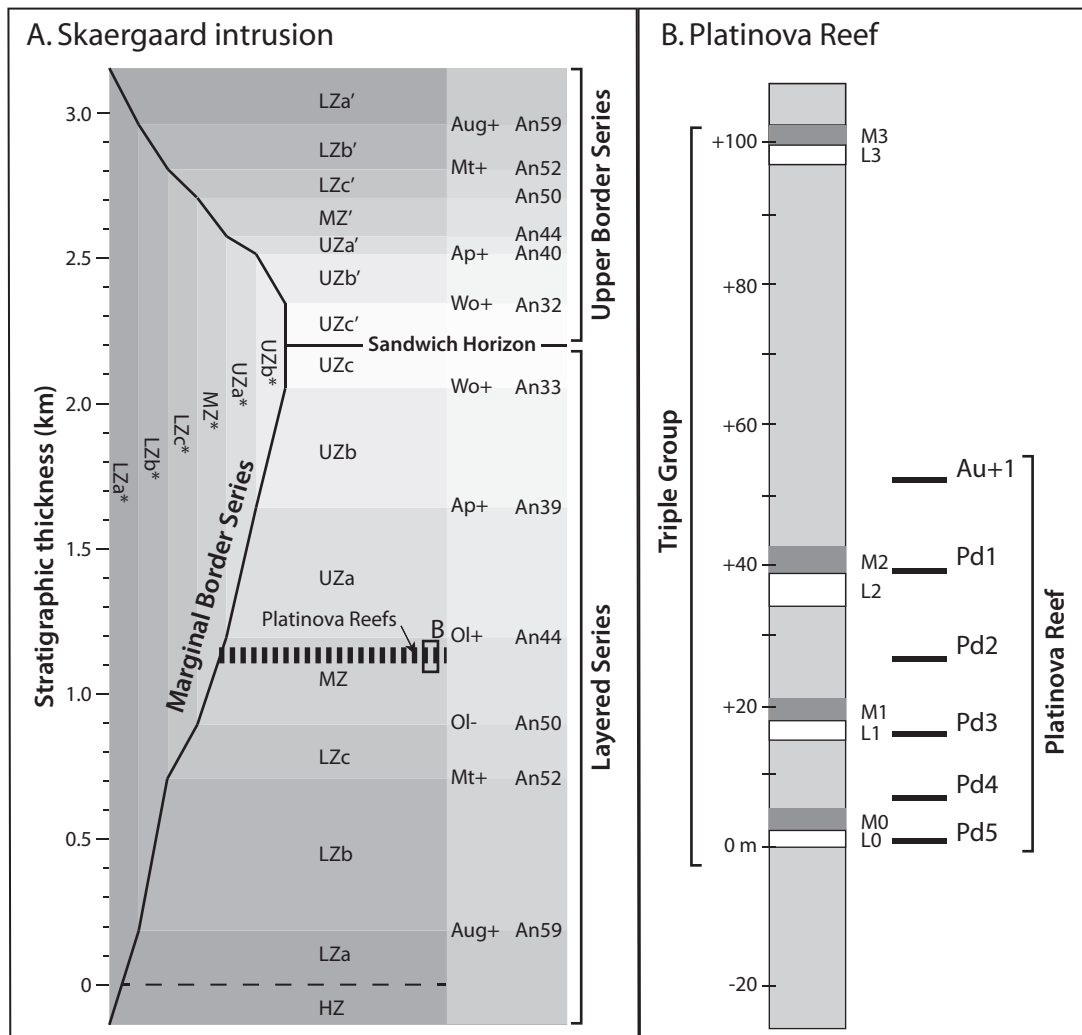 A. Skaergaard intrusion
Stratigraphic thickness (km)
3.0
2.5
2.0
1.5
1.0
0.5
0
LZa*
LZb*
LZc*
MZ*
UZa*
UZb*
Marginal Border Series
LZa’
LZb’
LZc’
MZ’
UZa’
UZb’
UZc’
Sandwich Horizon
UZc
UZb
UZa
Platinova Reefs
B
MZ
LZc
LZb
LZa
HZ
Aug+ An59
Mt+ An52
An50
An44
Ap+ An40
Wo+ An32
Wo+ An33
Ap+ An39
Ol+ An44
Ol- An50
Mt+ An52
Aug+ An59
Upper Border Series
Layered Series
B. Platinova Reef
Triple Group
+100
+80
+60
+40
+20
0 m
-20
M3
L3
M2
L2
M1
L1
M0
L0
Au+1
Pd1
Pd2
Pd3
Pd4
Pd5
Platinova Reef